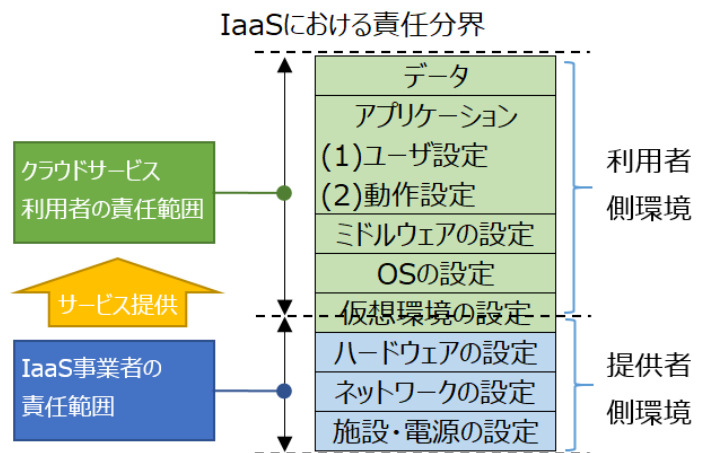 IaaSにおける責任分界
データ
アプリケーション
(1)ユーザ設定
(2)動作設定
ミドルウェアの設定
OSの設定
仮想環境の設定
ハードウェアの設定
ネットワークの設定
施設・電源の設定
クラウドサービス
利用者の責任範囲
サービス提供
IaaS事業者の
責任範囲
利用者
側環境
提供者
側環境